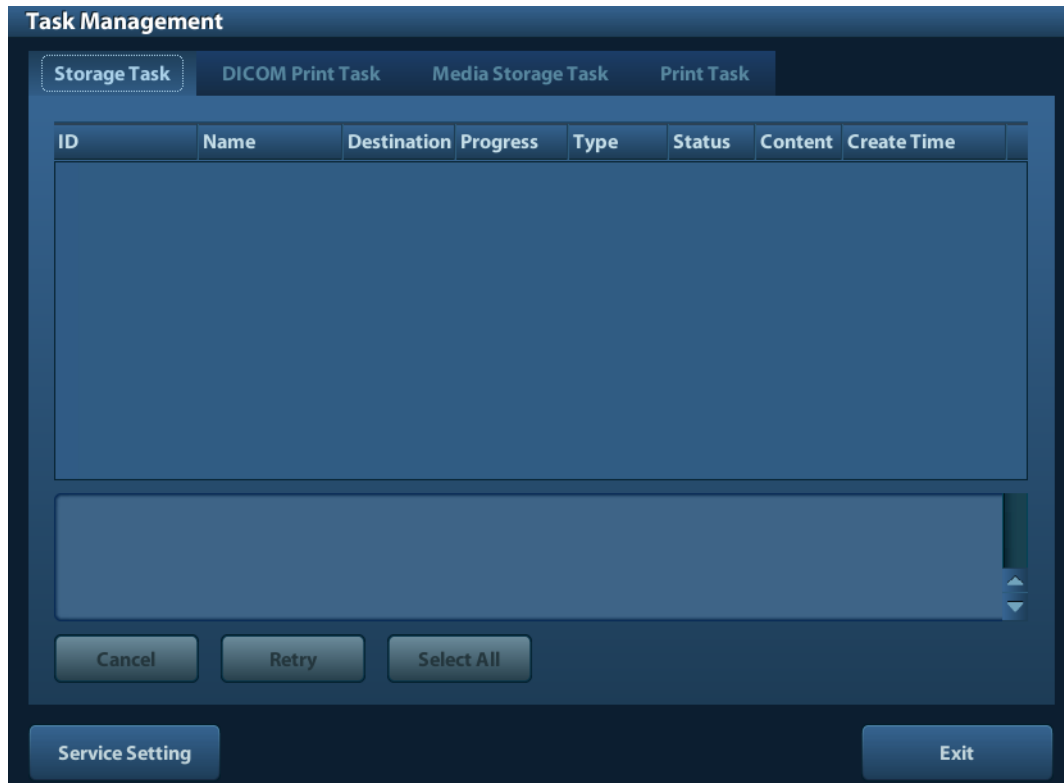 Task Management
Storage Task DICOM Print Task Media Storage Task Print Task
ID Name Destination Progress Type Status Content Create Time
Cancel Retry Select All
Service Setting Exit